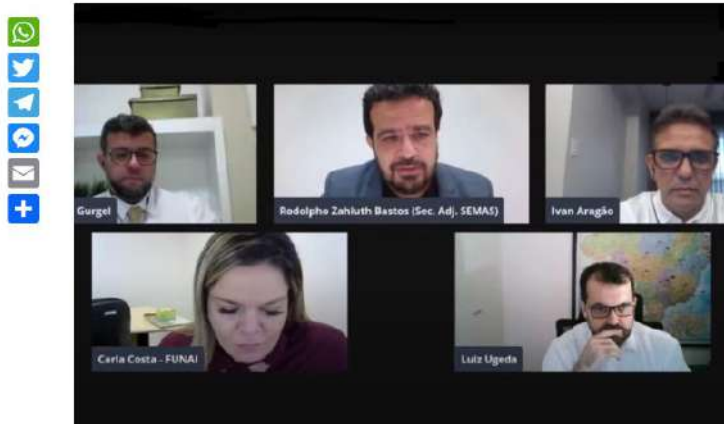 Gurgel
Rodolpho Zahluth Bastos (Sec. Adj. SEMAS)
Ivan Aragão
Carla Costa - FUNAI
Luiz Ugeda